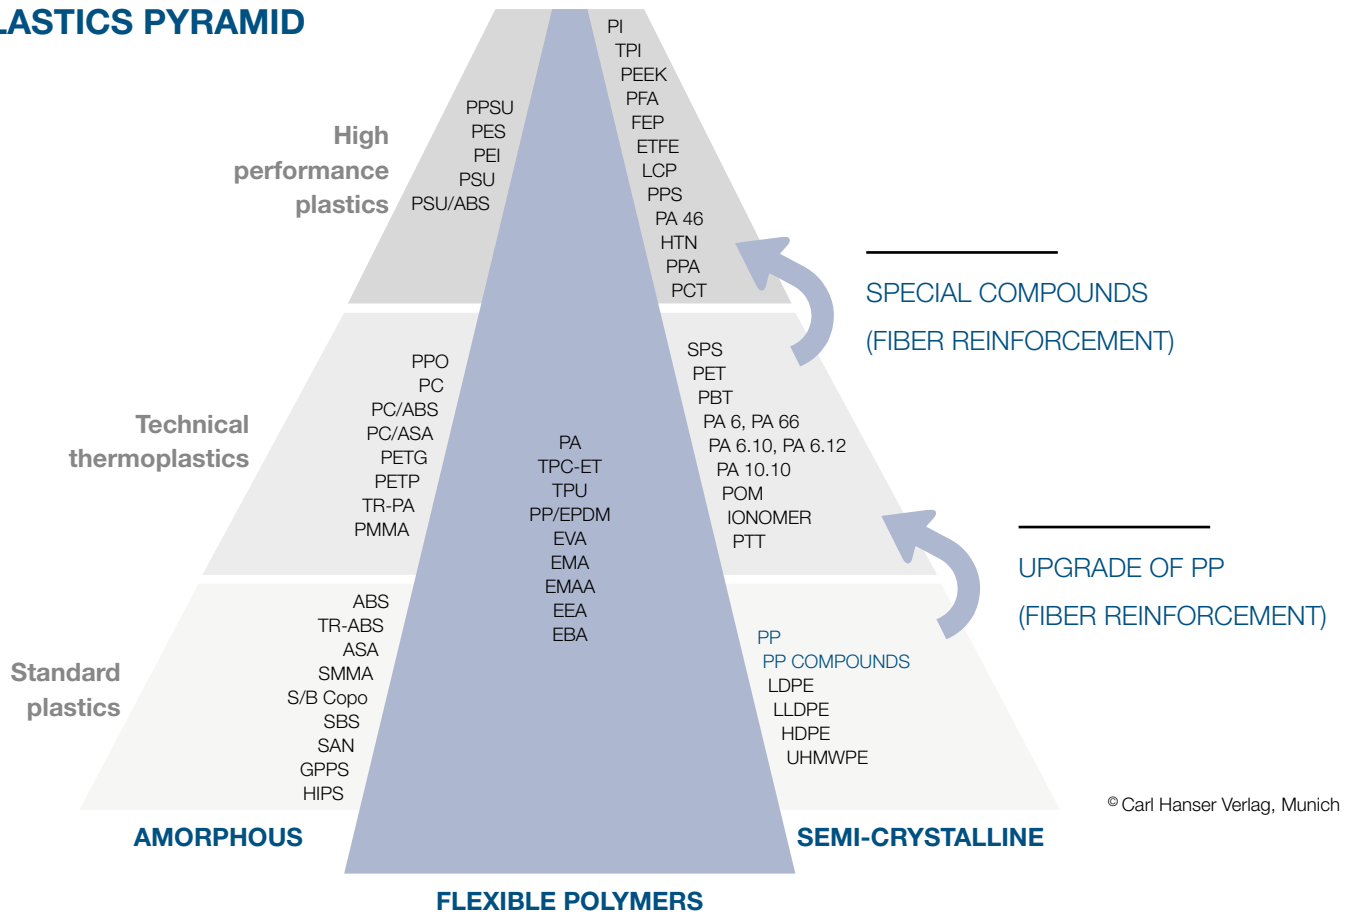 LASTICS PYRAMID
High
performance
plastics
PPSU
PES
PEI
PSU
PSU/ABS
PI
TPI
PEEK
PFA
FEP
ETFE
LCP
PPS
PA 46
HTN
PPA
PCT
SPECIAL COMPOUNDS
(FIBER REINFORCEMENT)
Technical
thermoplastics
PPO
PC
PC/ABS
PC/ASA
PETG
PETP
TR-PA
PMMA
PA
TPC-ET
TPU
PP/EPDM
EVA
EMA
EMAA
EEA
EBA
SPS
PET
PBT
PA 6, PA 66
PA 6.10, PA 6.12
PA 10.10
POM
IONOMER
PTT
UPGRADE OF PP
(FIBER REINFORCEMENT)
Standard
plastics
ABS
TR-ABS
ASA
SMMA
S/B Copo
SBS
SAN
GPPS
HIPS
PP
PP COMPOUNDS
LDPE
LLDPE
HDPE
UHMWPE
© Carl Hanser Verlag, Munich
AMORPHOUS
SEMI-CRYSTALLINE
FLEXIBLE POLYMERS